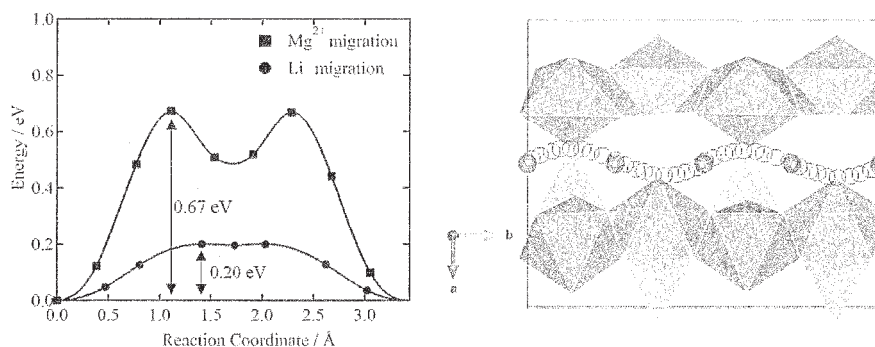 1.0
Mg²⁺ migration
Li migration
0.8
0.6
0.4
0.2
0.0
Energy / eV
0.67 eV
0.20 eV
0.0 0.5 1.0 1.5 2.0 2.5 3.0
Reaction Coordinate / Å
b
a